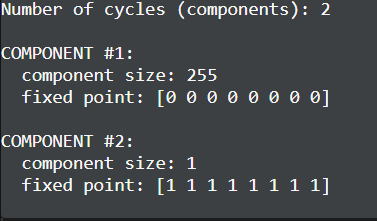 Number of cycles (components): 2
COMPONENT #1:
component size: 255
fixed point: [0 0 0 0 0 0 0 0]
COMPONENT #2:
component size: 1
fixed point: [1 1 1 1 1 1 1 1]